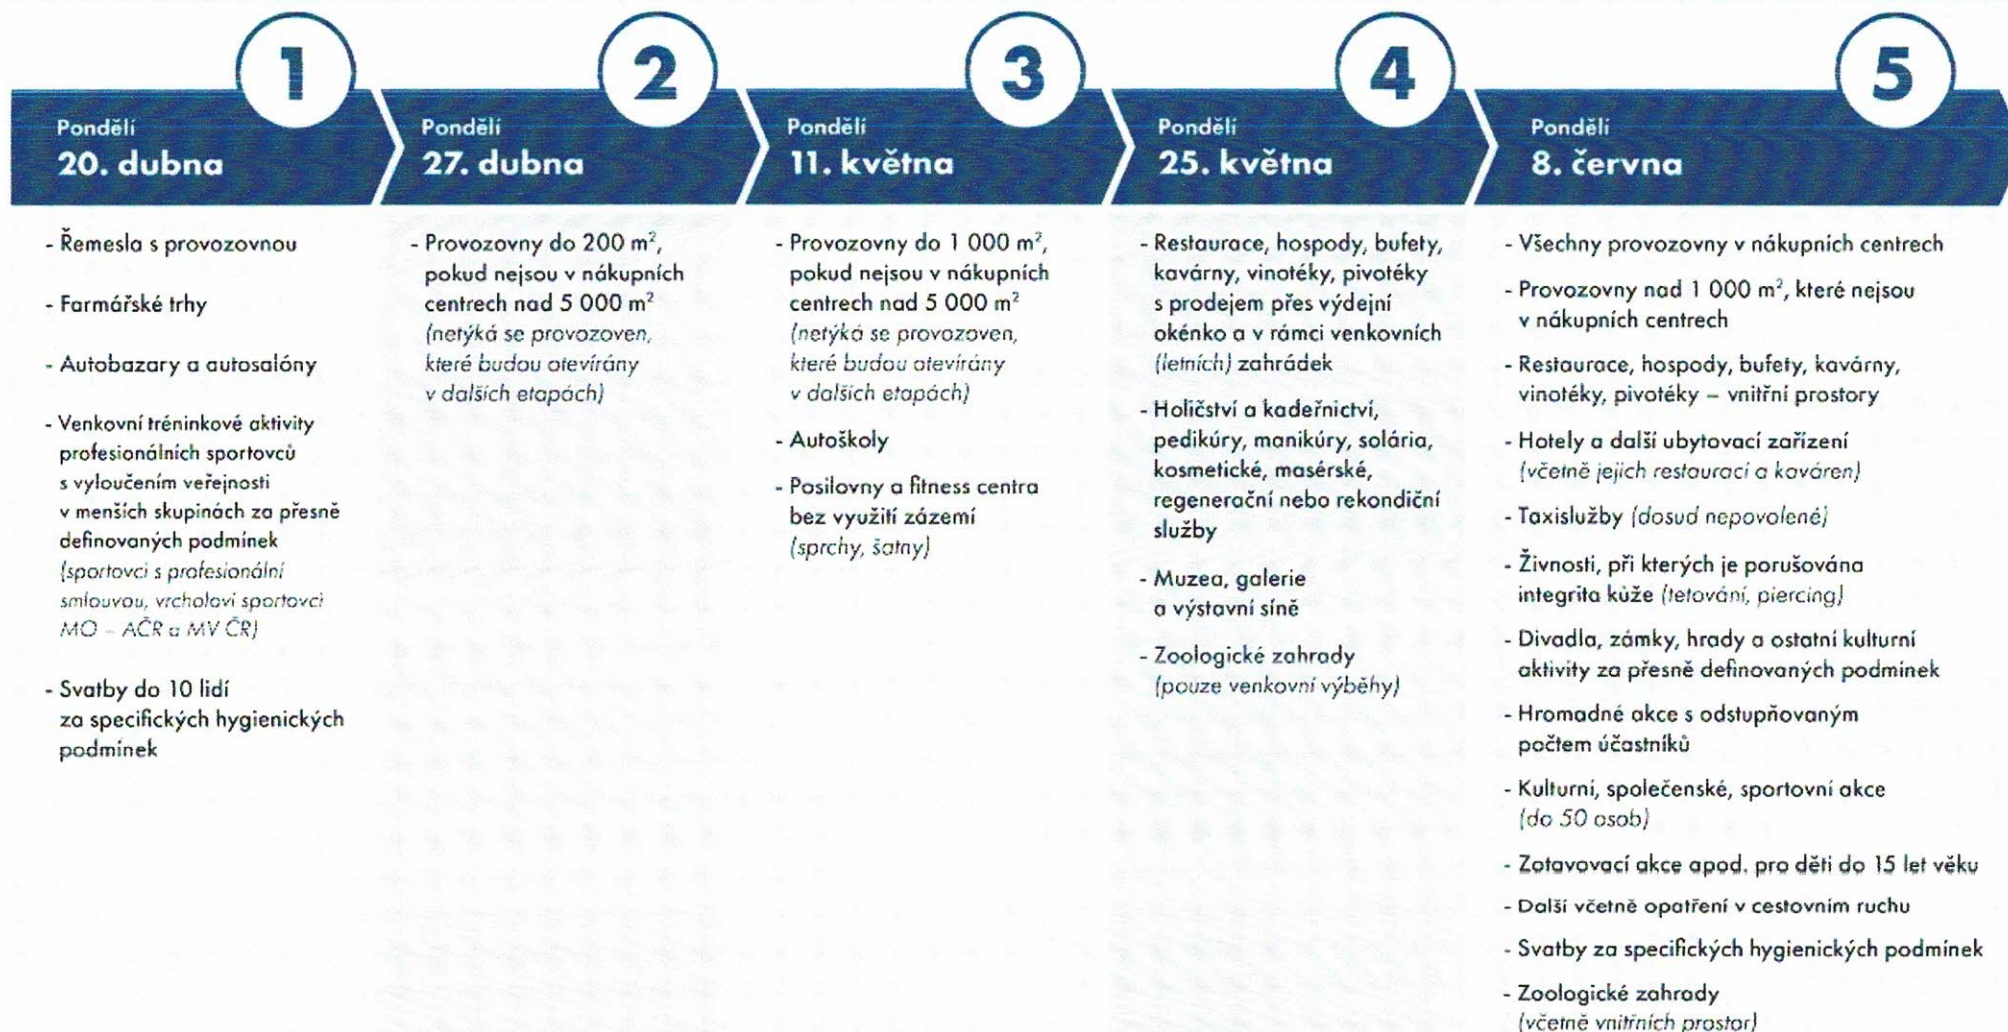 1
Pondělí
20. dubna
- Řemesla s provozovnou
- Farmářské trhy
- Autobazary a autosalóny
- Venkovní tréninkové aktivity
profesionálních sportovců
s vyloučením veřejnosti
v menších skupinách za přesně
definovaných podmínek
(sportovci s profesionální
smlouvou, vrcholoví sportovci
MO – AČR a MV ČR)
- Svatby do 10 lidí
za specifických hygienických
podmínek
2
Pondělí
27. dubna
- Provozovny do 200 m²,
pokud nejsou v nákupních
centrech nad 5 000 m²
(netýká se provozoven,
které budou otevírány
v dalších etapách)
3
Pondělí
11. května
- Provozovny do 1 000 m²,
pokud nejsou v nákupních
centrech nad 5 000 m²
(netýká se provozoven,
které budou otevírány
v dalších etapách)
- Autoškoly
- Posilovny a fitness centra
bez využití zázemí
(sprchy, šatny)
4
Pondělí
25. května
- Restaurace, hospody, bufety,
kavárny, vinotéky, pivotéky
s prodejem přes výdejní
okénko a v rámci venkovních
(letních) zahrádek
- Holičství a kadeřnictví,
pedikúry, manikúry, solária,
kosmetické, masérské,
regenerační nebo rekondiční
služby
- Muzea, galerie
a výstavní síně
- Zoologické zahrady
(pouze venkovní výběhy)
5
Pondělí
8. června
- Všechny provozovny v nákupních centrech
- Provozovny nad 1 000 m², které nejsou
v nákupních centrech
- Restaurace, hospody, bufety, kavárny,
vinotéky, pivotéky – vnitřní prostory
- Hotely a další ubytovací zařízení
(včetně jejich restaurací a kaváren)
- Taxislužby (dosud nepovolené)
- Živnosti, při kterých je porušována
integrita kůže (tetování, piercing)
- Divadla, zámky, hrady a ostatní kulturní
aktivity za přesně definovaných podmínek
- Hromadné akce s odstupňovaným
počtem účastníků
- Kulturní, společenské, sportovní akce
(do 50 osob)
- Zotavovací akce apod. pro děti do 15 let věku
- Další včetně opatření v cestovním ruchu
- Svatby za specifických hygienických podmínek
- Zoologické zahrady
(včetně vnitřních prostor)